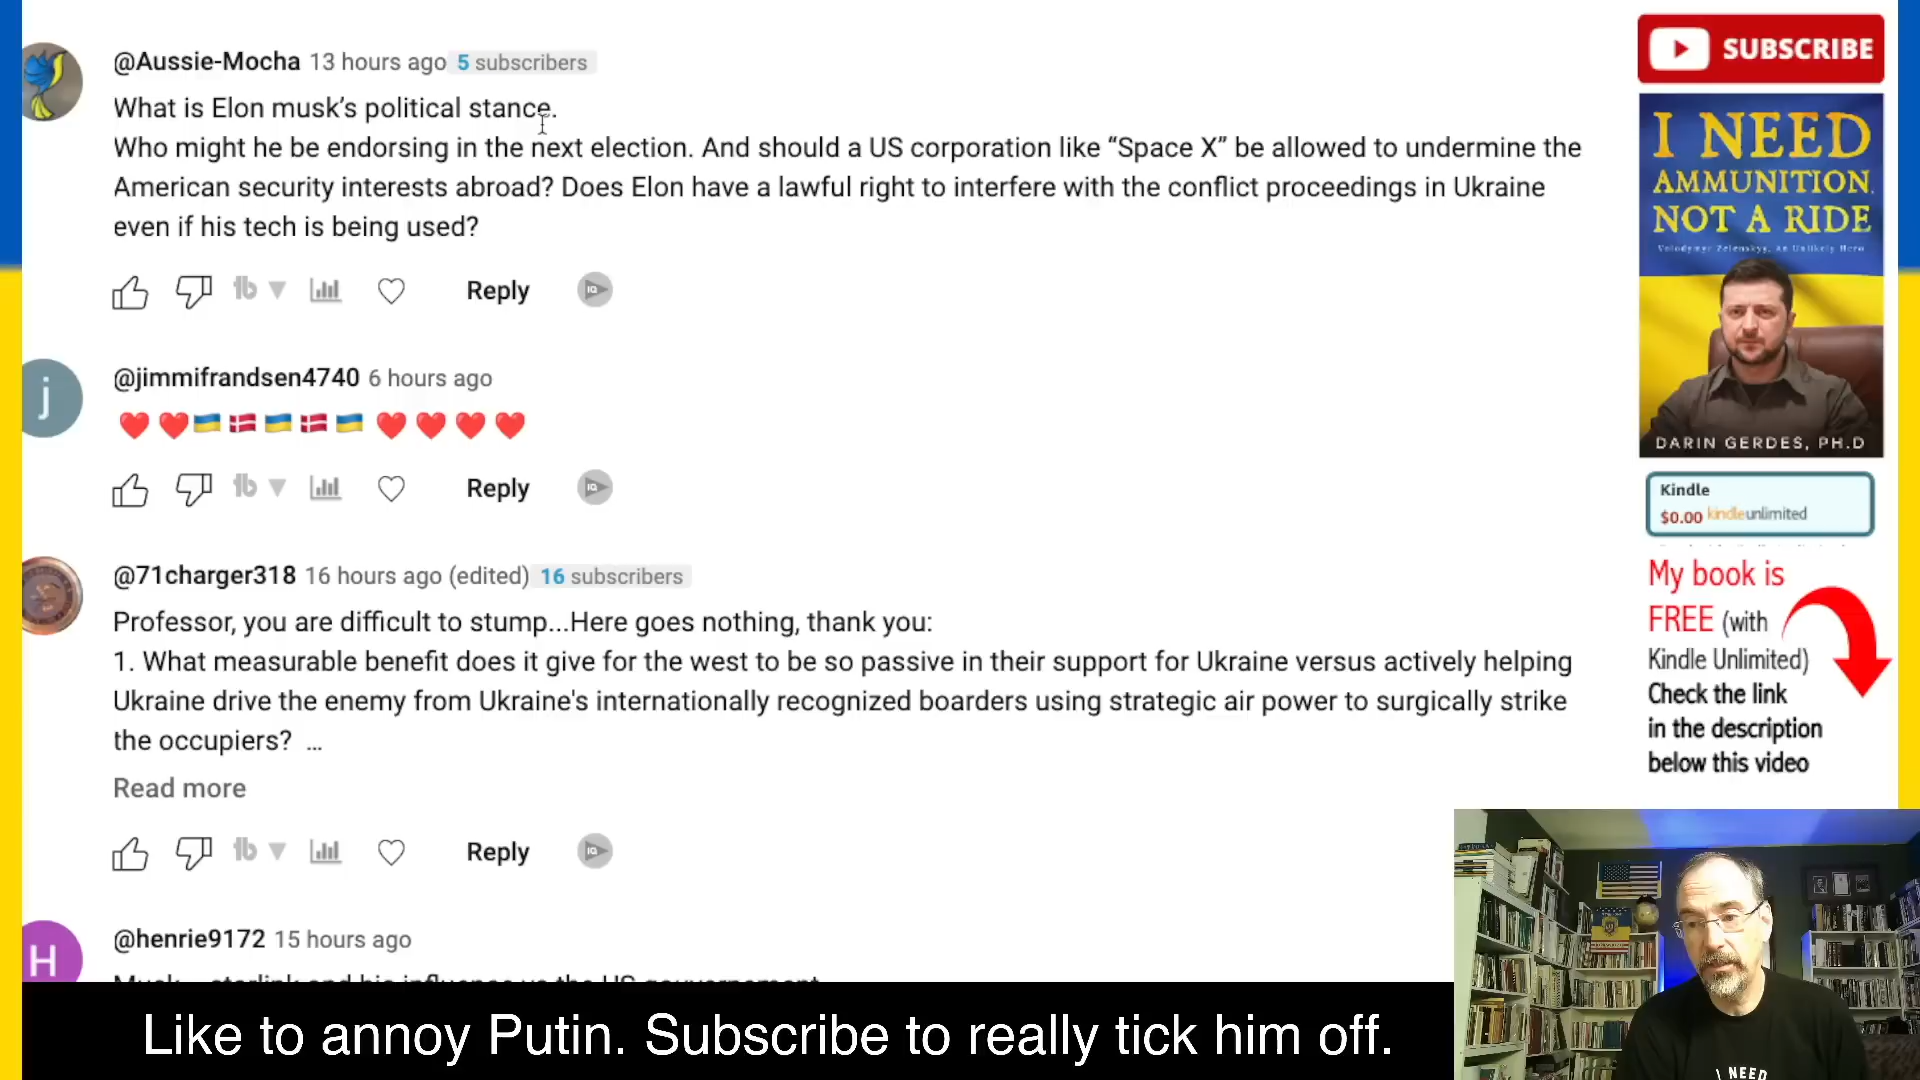 @Aussie-Mocha 13 hours ago 5 subscribers
What is Elon musk’s political stance.
Who might he be endorsing in the next election. And should a US corporation like “Space X” be allowed to undermine the
American security interests abroad? Does Elon have a lawful right to interfere with the conflict proceedings in Ukraine
even if his tech is being used?
Reply
j
@jimmifrandsen4740 6 hours ago
Reply
@71charger318 16 hours ago (edited) 16 subscribers
Professor, you are difficult to stump...Here goes nothing, thank you:
1. What measurable benefit does it give for the west to be so passive in their support for Ukraine versus actively helping
Ukraine drive the enemy from Ukraine's internationally recognized boarders using strategic air power to surgically strike
the occupiers? ...
Read more
Reply
H
@henrie9172 15 hours ago
SUBSCRIBE
I NEED
AMMUNITION,
NOT A RIDE
Volodymyr Zelenskyy, An Unlikely Hero
DARIN GERDES, PH.D
Kindle
$0.00 kindleunlimited
My book is
FREE (with
Kindle Unlimited)
Check the link
in the description
below this video
Like to annoy Putin. Subscribe to really tick him off.
I NEED